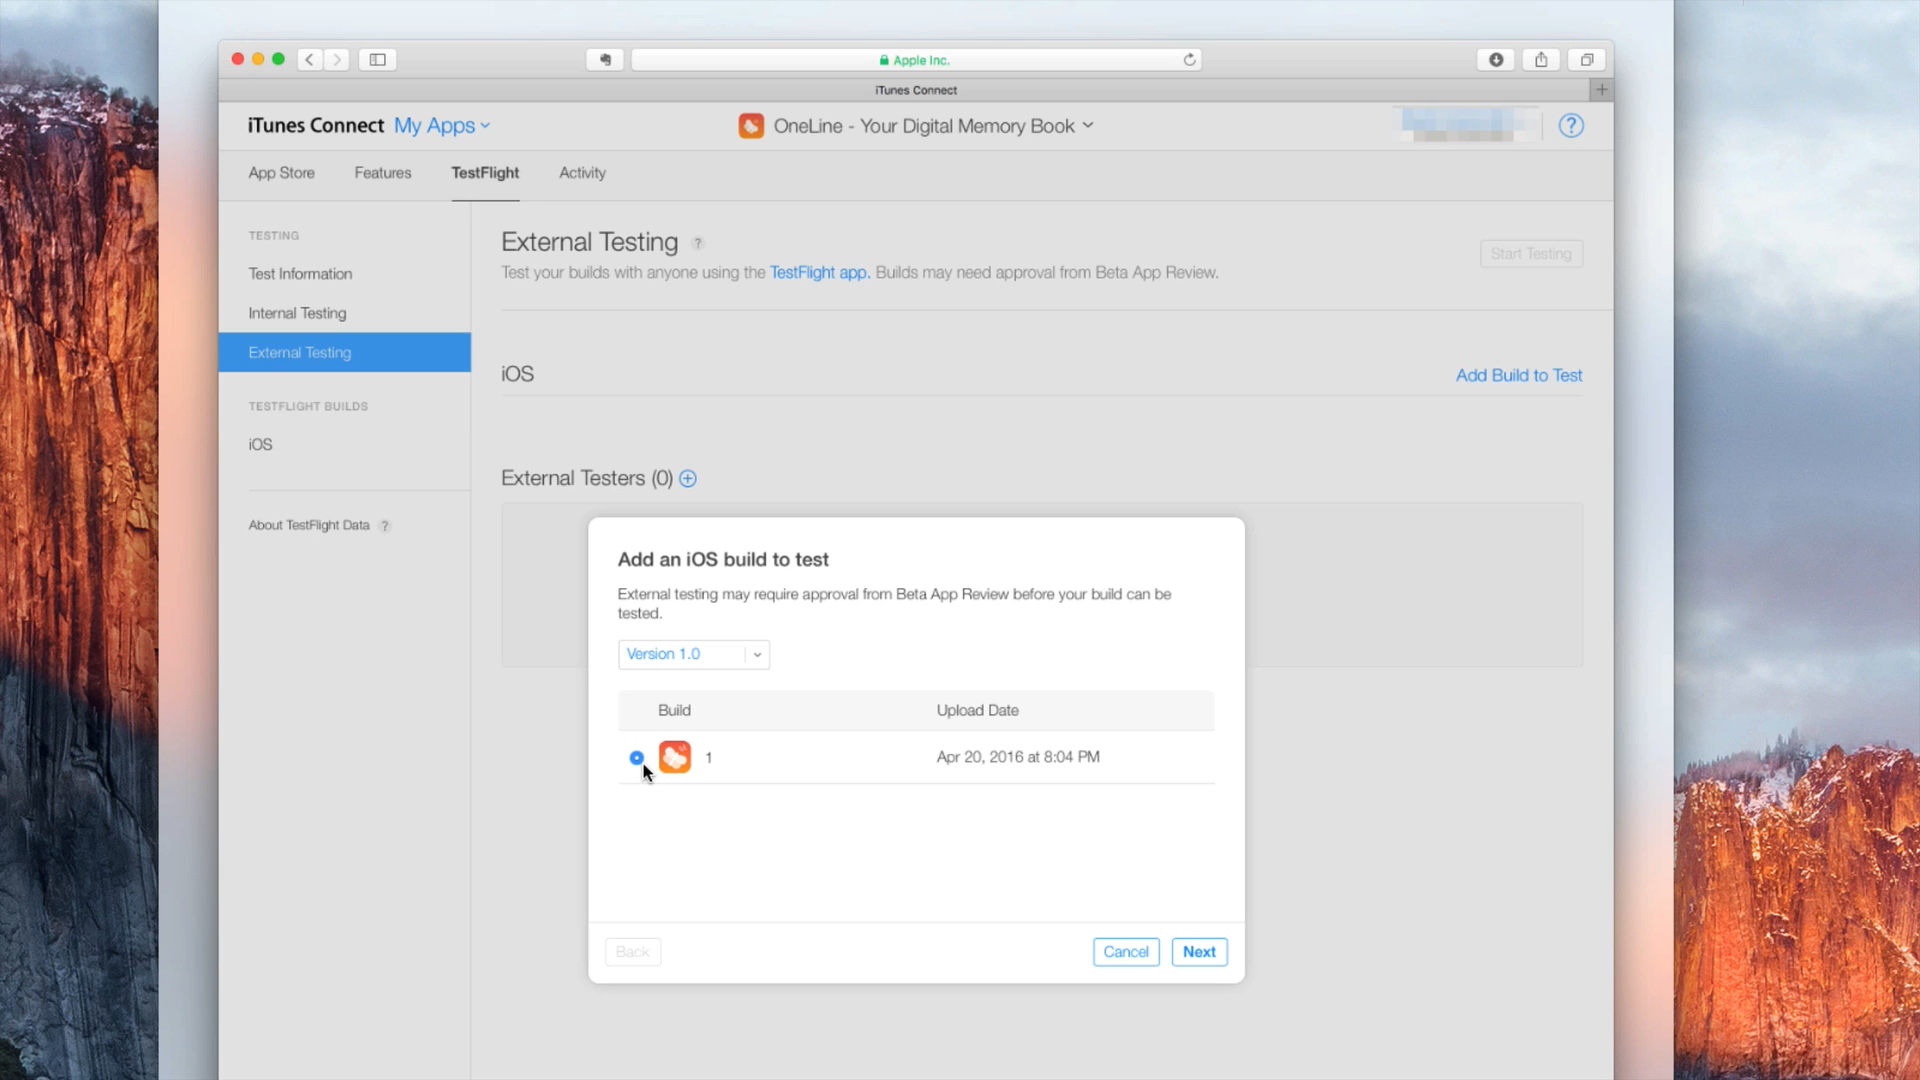 Apple Inc.
iTunes Connect
iTunes Connect My Apps
OneLine - Your Digital Memory Book
?
App Store Features TestFlight Activity
TESTING
Test Information
Internal Testing
External Testing
TESTFLIGHT BUILDS
iOS
About TestFlight Data ?
External Testing ?
Test your builds with anyone using the TestFlight app. Builds may need approval from Beta App Review.
Start Testing
iOS
Add Build to Test
External Testers (0)
Add an iOS build to test
External testing may require approval from Beta App Review before your build can be
tested.
Version 1.0
Build Upload Date
1 Apr 20, 2016 at 8:04 PM
Back Cancel Next